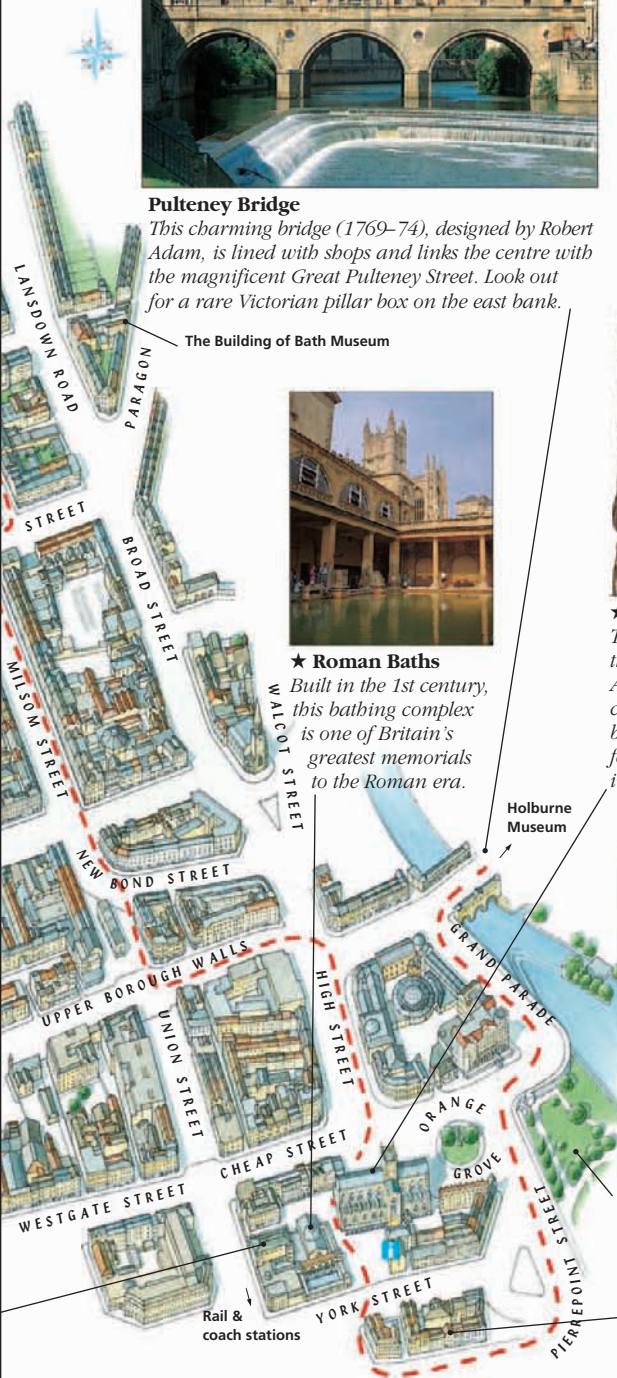 Pulteney Bridge
This charming bridge (1769–74), designed by Robert
Adam, is lined with shops and links the centre with
the magnificent Great Pulteney Street. Look out
for a rare Victorian pillar box on the east bank.
The Building of Bath Museum
LANSDOWN ROAD
PARAGON
STREET
BROAD STREET
★ Roman Baths
Built in the 1st century,
this bathing complex
is one of Britain's
greatest memorials
to the Roman era.
MILSOM STREET
WALCOT STREET
Holburne
Museum
NEW BOND STREET
GRAND PARADE
UPPER BOROUGH WALLS
HIGH STREET
UNION STREET
ORANGE
GROVE
CHEAP STREET
WESTGATE STREET
PIERREPOINT STREET
YORK STREET
Rail &
coach stations
i